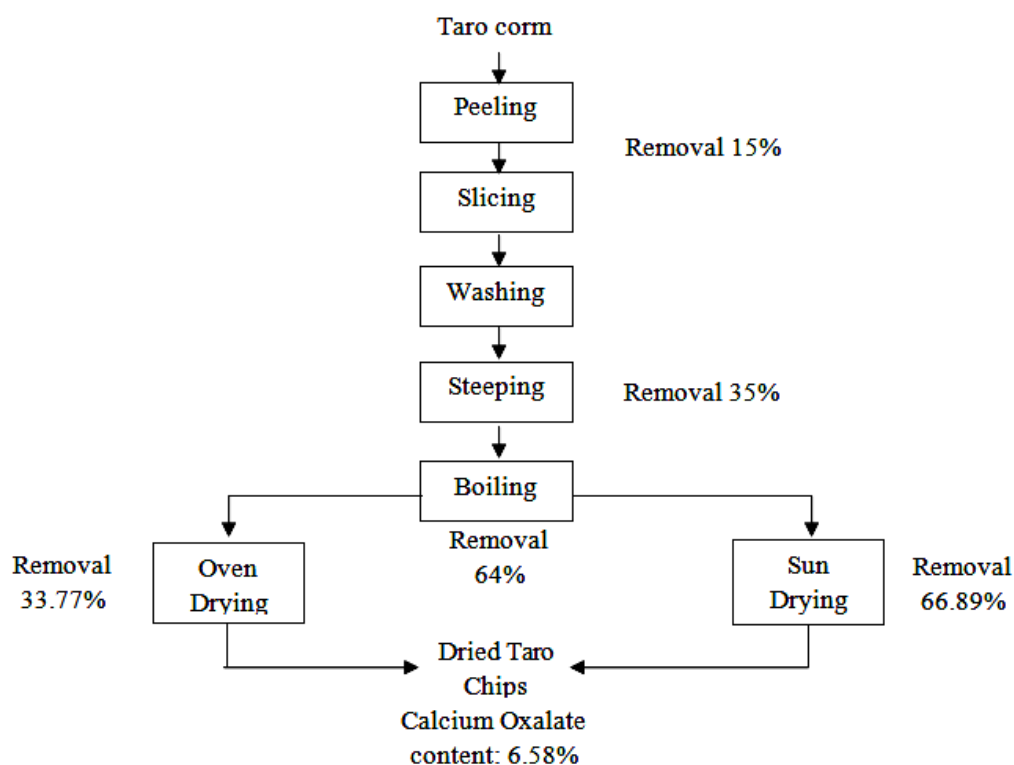 Taro corm
Peeling
Removal 15%
Slicing
Washing
Steeping
Removal 35%
Boiling
Removal
64%
Removal
33.77%
Oven
Drying
Sun
Drying
Removal
66.89%
Dried Taro
Chips
Calcium Oxalate
content: 6.58%